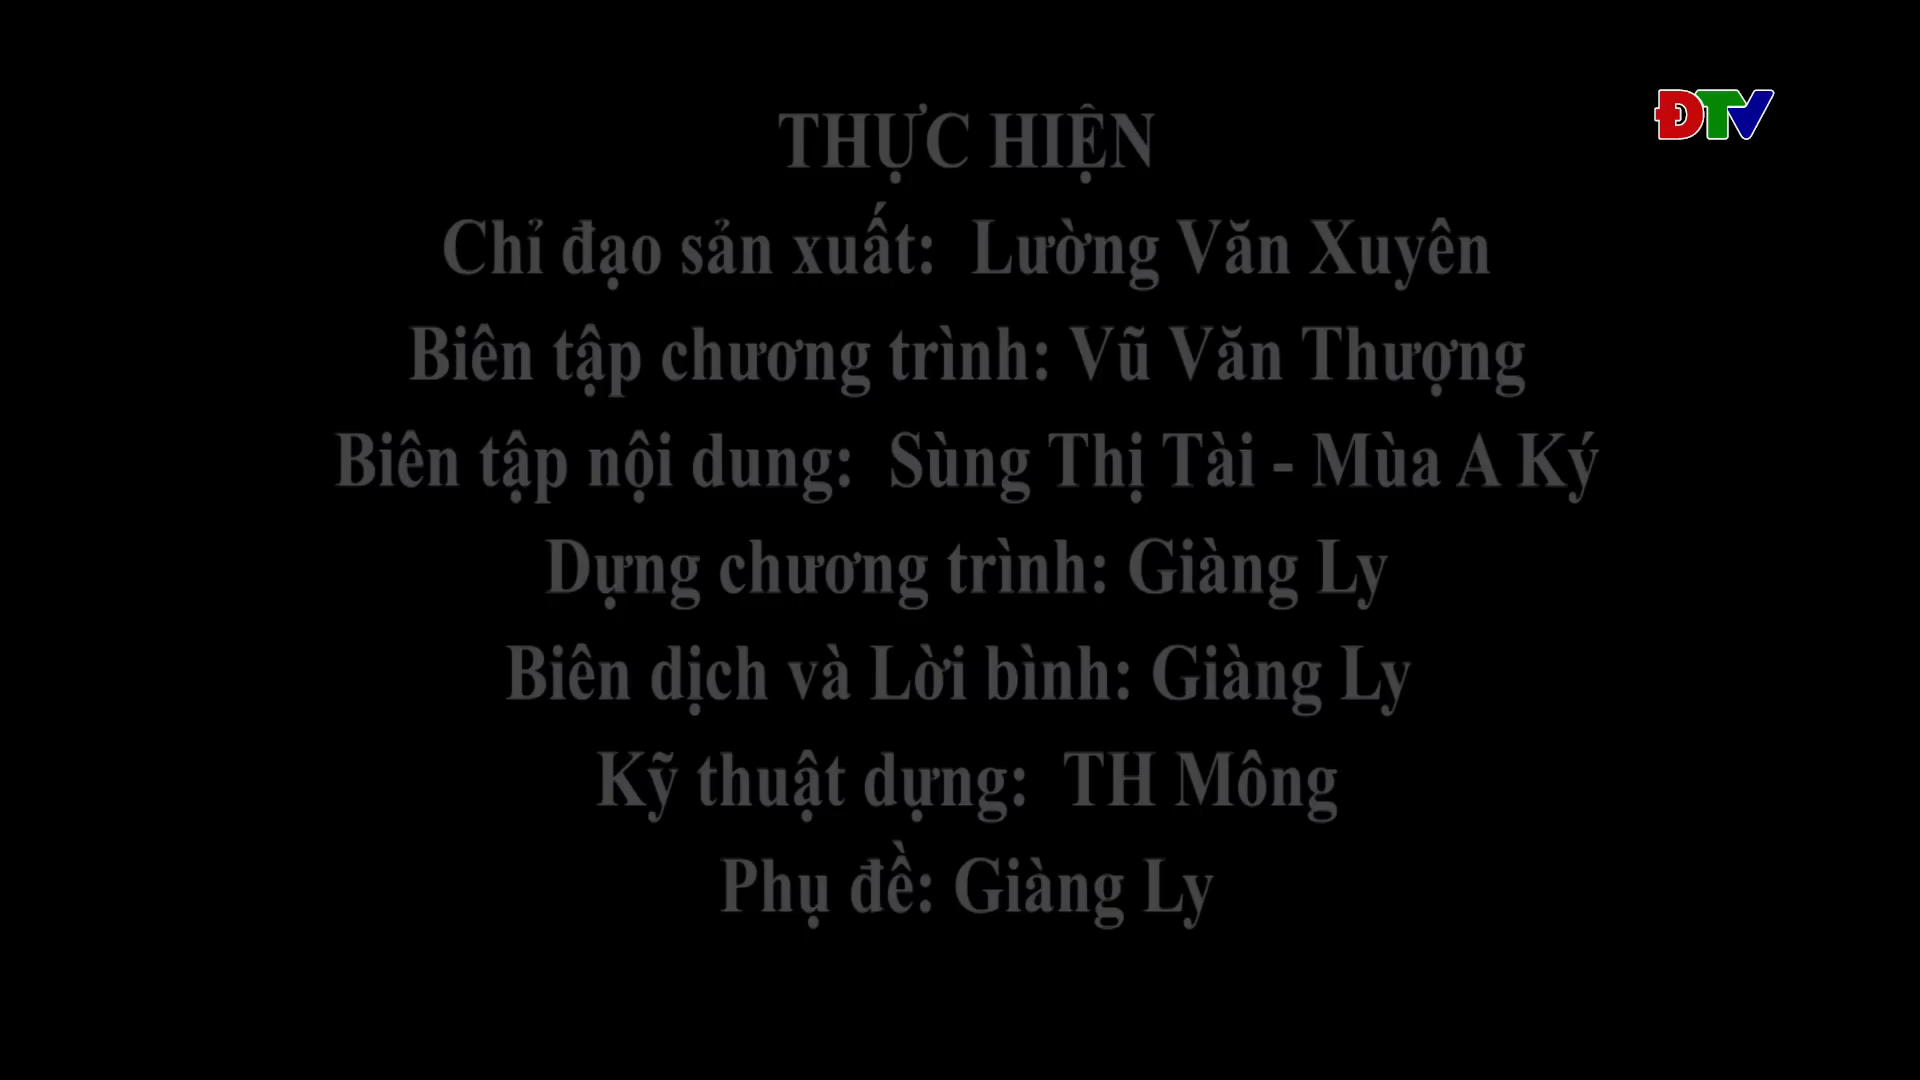 ĐTV
THỰC HIỆN
Chỉ đạo sản xuất: Lường Văn Xuyên
Biên tập chương trình: Vũ Văn Thượng
Biên tập nội dung: Sùng Thị Tài - Mùa A Ký
Dựng chương trình: Giàng Ly
Biên dịch và Lời bình: Giàng Ly
Kỹ thuật dựng: TH Mông
Phụ đề: Giàng Ly